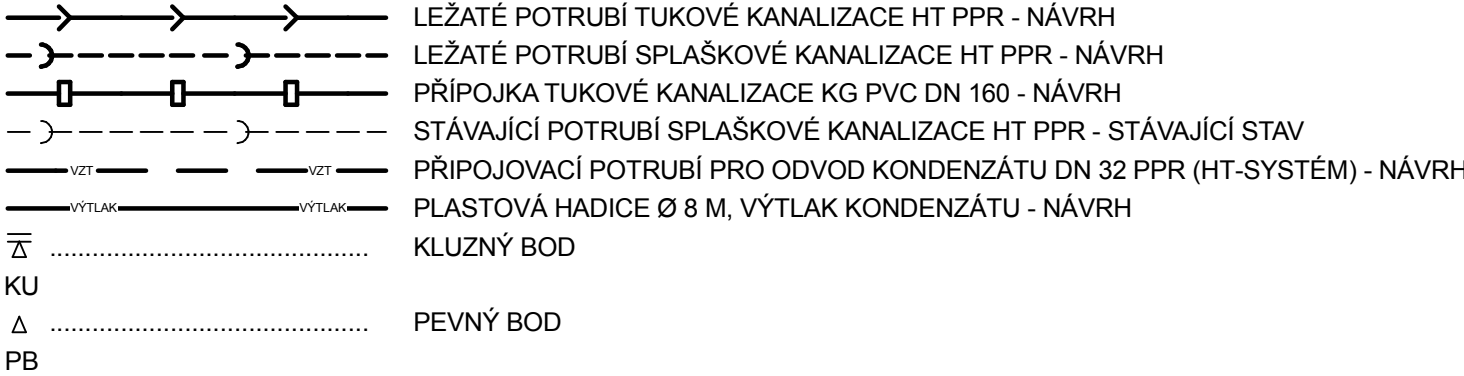 LEŽATÉ POTRUBÍ TUKOVÉ KANALIZACE HT PPR - NÁVRH
LEŽATÉ POTRUBÍ SPLAŠKOVÉ KANALIZACE HT PPR - NÁVRH
PŘÍPOJKA TUKOVÉ KANALIZACE KG PVC DN 160 - NÁVRH
STÁVAJÍCÍ POTRUBÍ SPLAŠKOVÉ KANALIZACE HT PPR - STÁVAJÍCÍ STAV
VZT VZT PŘIPOJOVACÍ POTRUBÍ PRO ODVOD KONDENZÁTU DN 32 PPR (HT-SYSTÉM) - NÁVRH
VÝTLAK VÝTLAK PLASTOVÁ HADICE Ø 8 M, VÝTLAK KONDENZÁTU - NÁVRH
............................................. KLUZNÝ BOD
KU
............................................. PEVNÝ BOD
PB